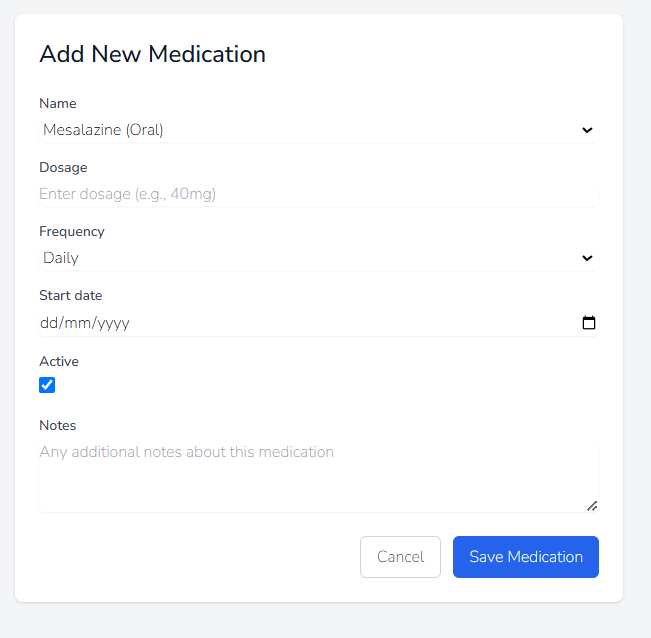 Add New Medication
Name
Mesalazine (Oral)
Dosage
Enter dosage (e.g., 40mg)
Frequency
Daily
Start date
dd/mm/yyyy
Active
Notes
Any additional notes about this medication
Cancel
Save Medication